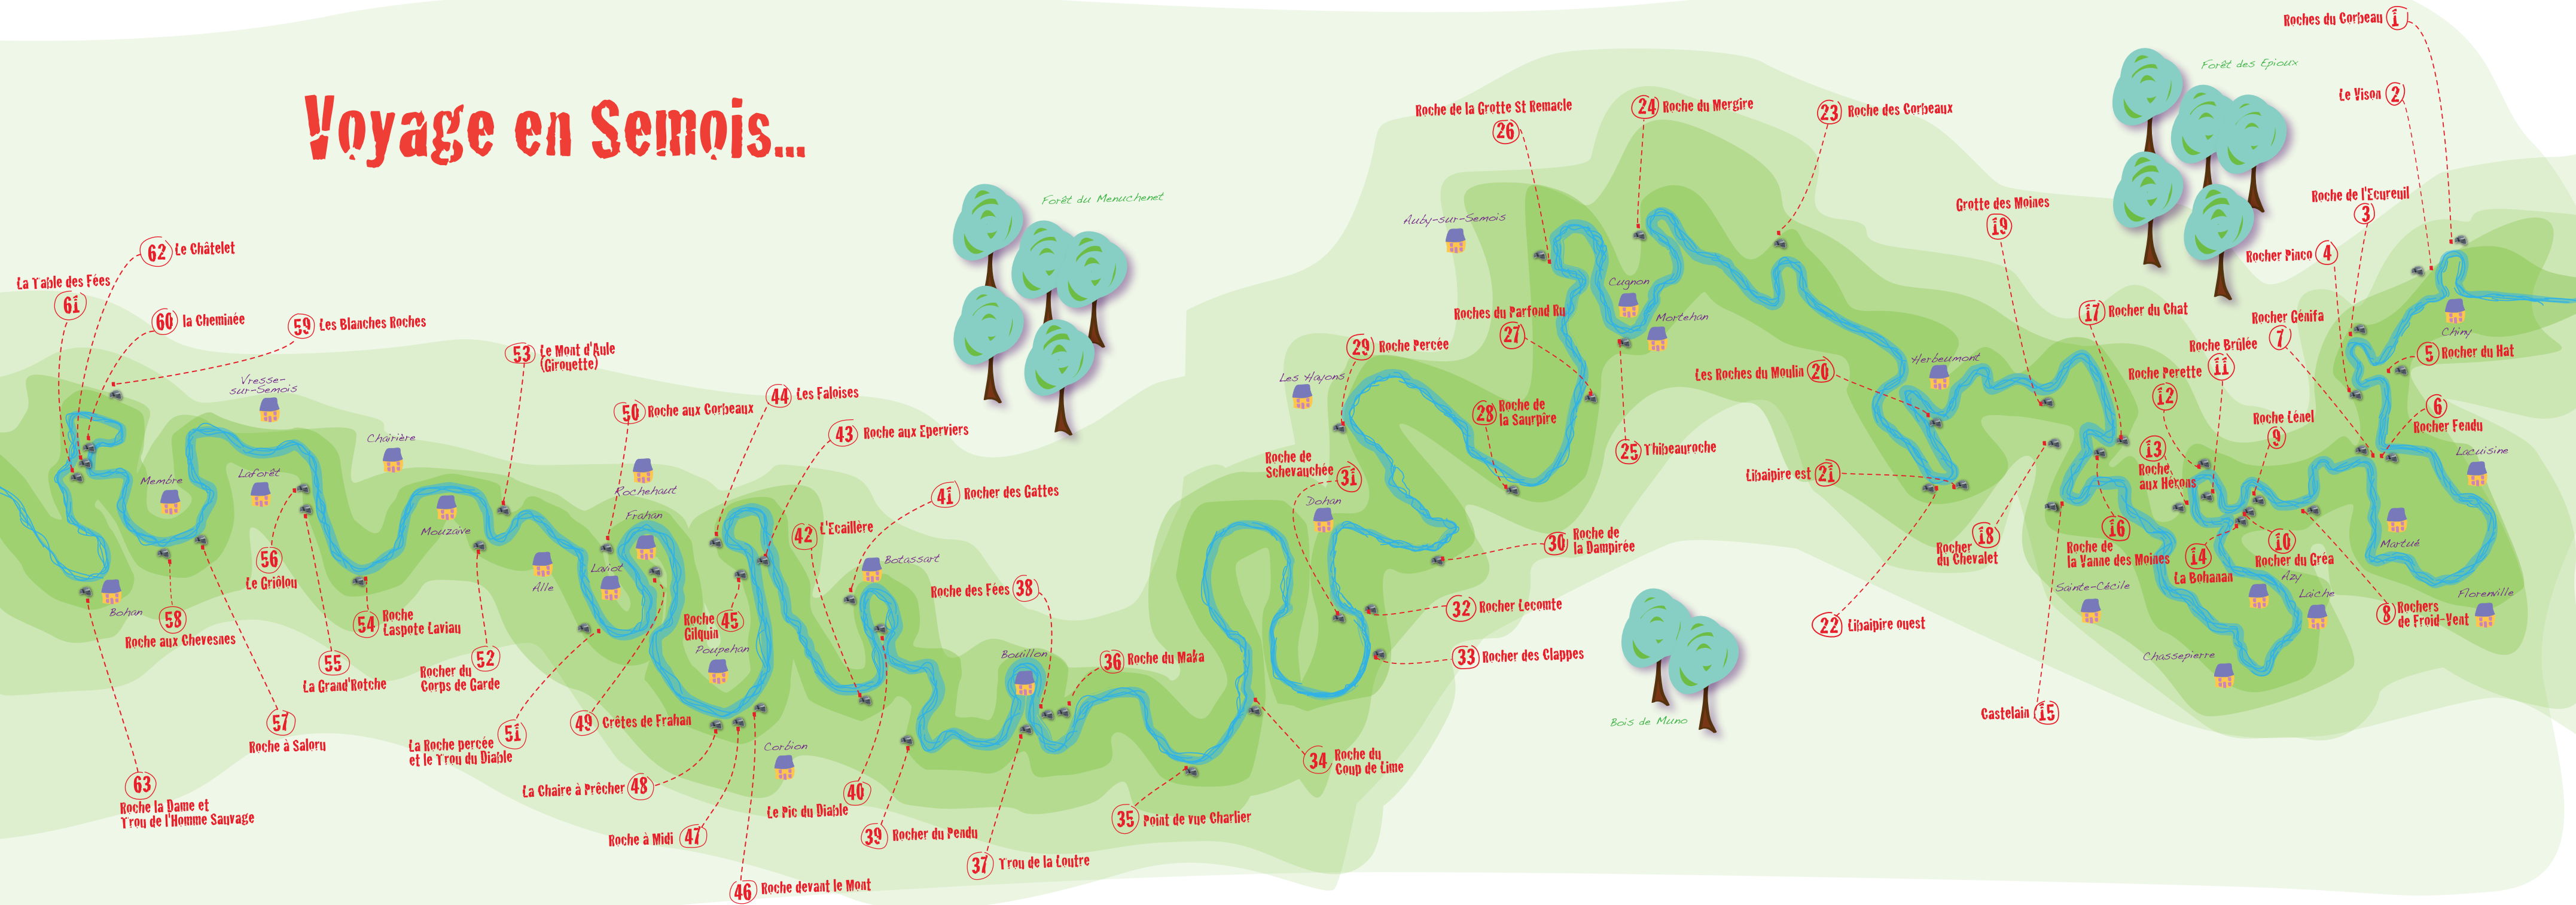 Voyage en Semois...
Roches du Corbeau 1
Le Vison 2
Roche de l'Ecureuil
3
Rocher Pinco 4
5 Rocher du Hat
6
Rocher Fendu
Rocher Génifa
7
8 Rochers
de Froid-Vent
Roche Lénel
9
10
Rocher du Gréa
Roche Brûlée
11
Roche Perette
12
13
Roche
aux Hérons
14
La Bohanan
Castelain 15
16
Roche de
la Vanne des Moines
17 Rocher du Chat
18
Rocher
du Chevalet
Grotte des Moines
19
Les Roches du Moulin 20
Libaipire est 21
22 Libaipire ouest
23 Roche des Corbeaux
24 Roche du Mergire
25 Thibeauroche
Roche de la Grotte St Remacle
26
Roches du Parfond Ru
27
28 Roche de
la Saurpire
29 Roche Percée
30 Roche de
la Dampirée
Roche de
Schevauchée 31
32 Rocher Lecomte
33 Rocher des Clappes
34 Roche du
Coup de Lime
35 Point de vue Charlier
36 Roche du Maka
37 Trou de la Loutre
Roche des Fées 38
39 Rocher du Pendu
40
Le Pic du Diable
41 Rocher des Gattes
42 L'Ecaillère
43 Roche aux Eperviers
44 Les Faloises
Roche
Gilquin 45
46 Roche devant le Mont
Roche à Midi 47
La Chaire à Prêcher 48
49 Crêtes de Frahan
50 Roche aux Corbeaux
51
La Roche percée
et le Trou du Diable
52
Rocher du
Corps de Garde
53 Le Mont d'Aule
(Girouette)
54 Roche
Laspote Laviau
55
La Grand'Rotche
56
Le Griôlou
57
Roche à Saloru
58
Roche aux Chevesnes
59 Les Blanches Roches
60 la Cheminée
La Table des Fées
61
62 Le Châtelet
63
Roche la Dame et
Trou de l'Homme Sauvage
Forêt du Menuchenet
Forêt des Epioux
Bois de Muno
Bohan
Membre
Vresse-
sur-Semois
Laforêt
Chairière
Mouzaive
Alle
Rochehaut
Frahan
Laviot
Poupehan
Corbion
Botassart
Bouillon
Les Hayons
Dohan
Auby-sur-Semois
Cugnon
Mortehan
Herbeumont
Sainte-Cécile
Chassepierre
Azy
Laiche
Martué
Florenville
Lacuisine
Chiny